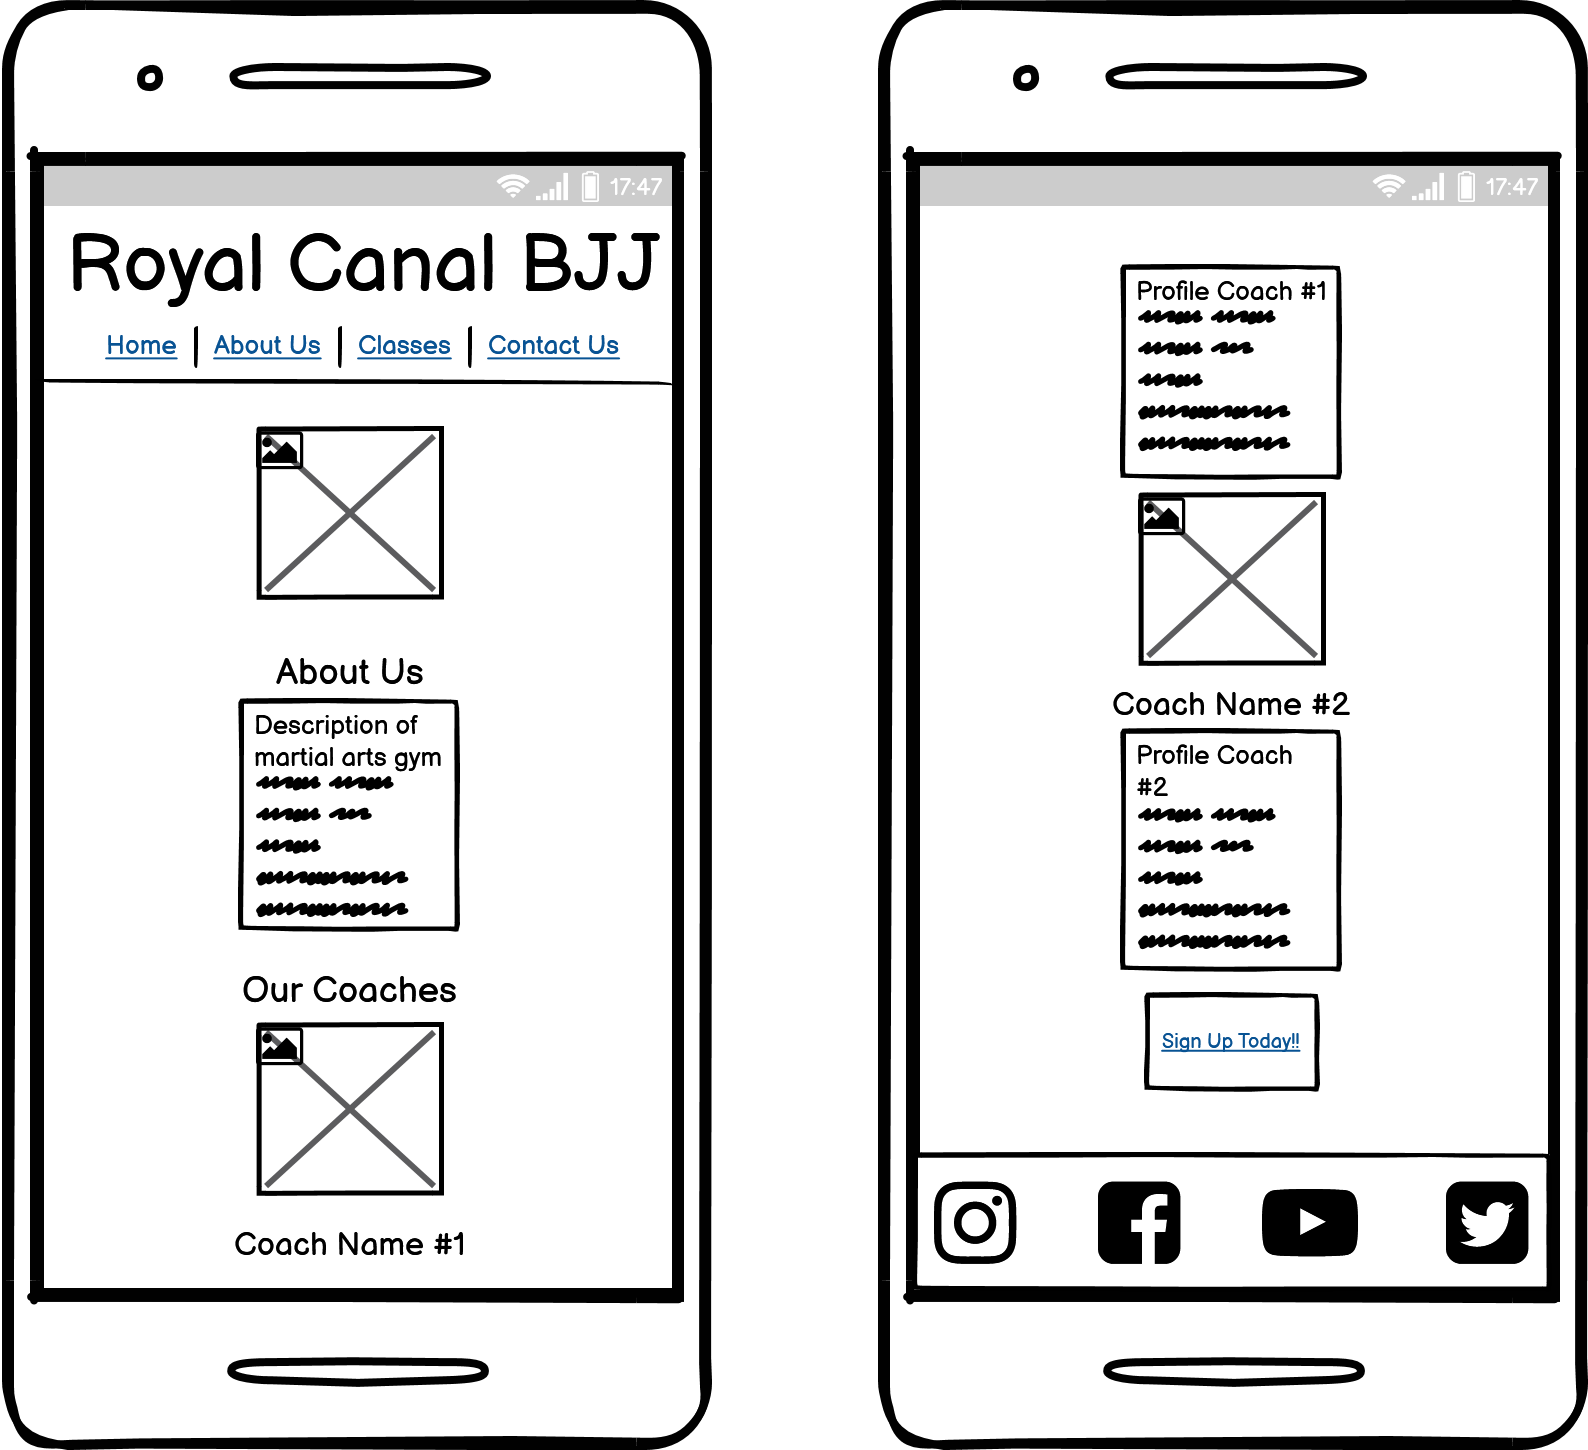 17:47
Royal Canal BJJ
Home | About Us | Classes | Contact Us
About Us
Description of
martial arts gym
Our Coaches
Coach Name #1
17:47
Profile Coach #1
Coach Name #2
Profile Coach
#2
Sign Up Today!!